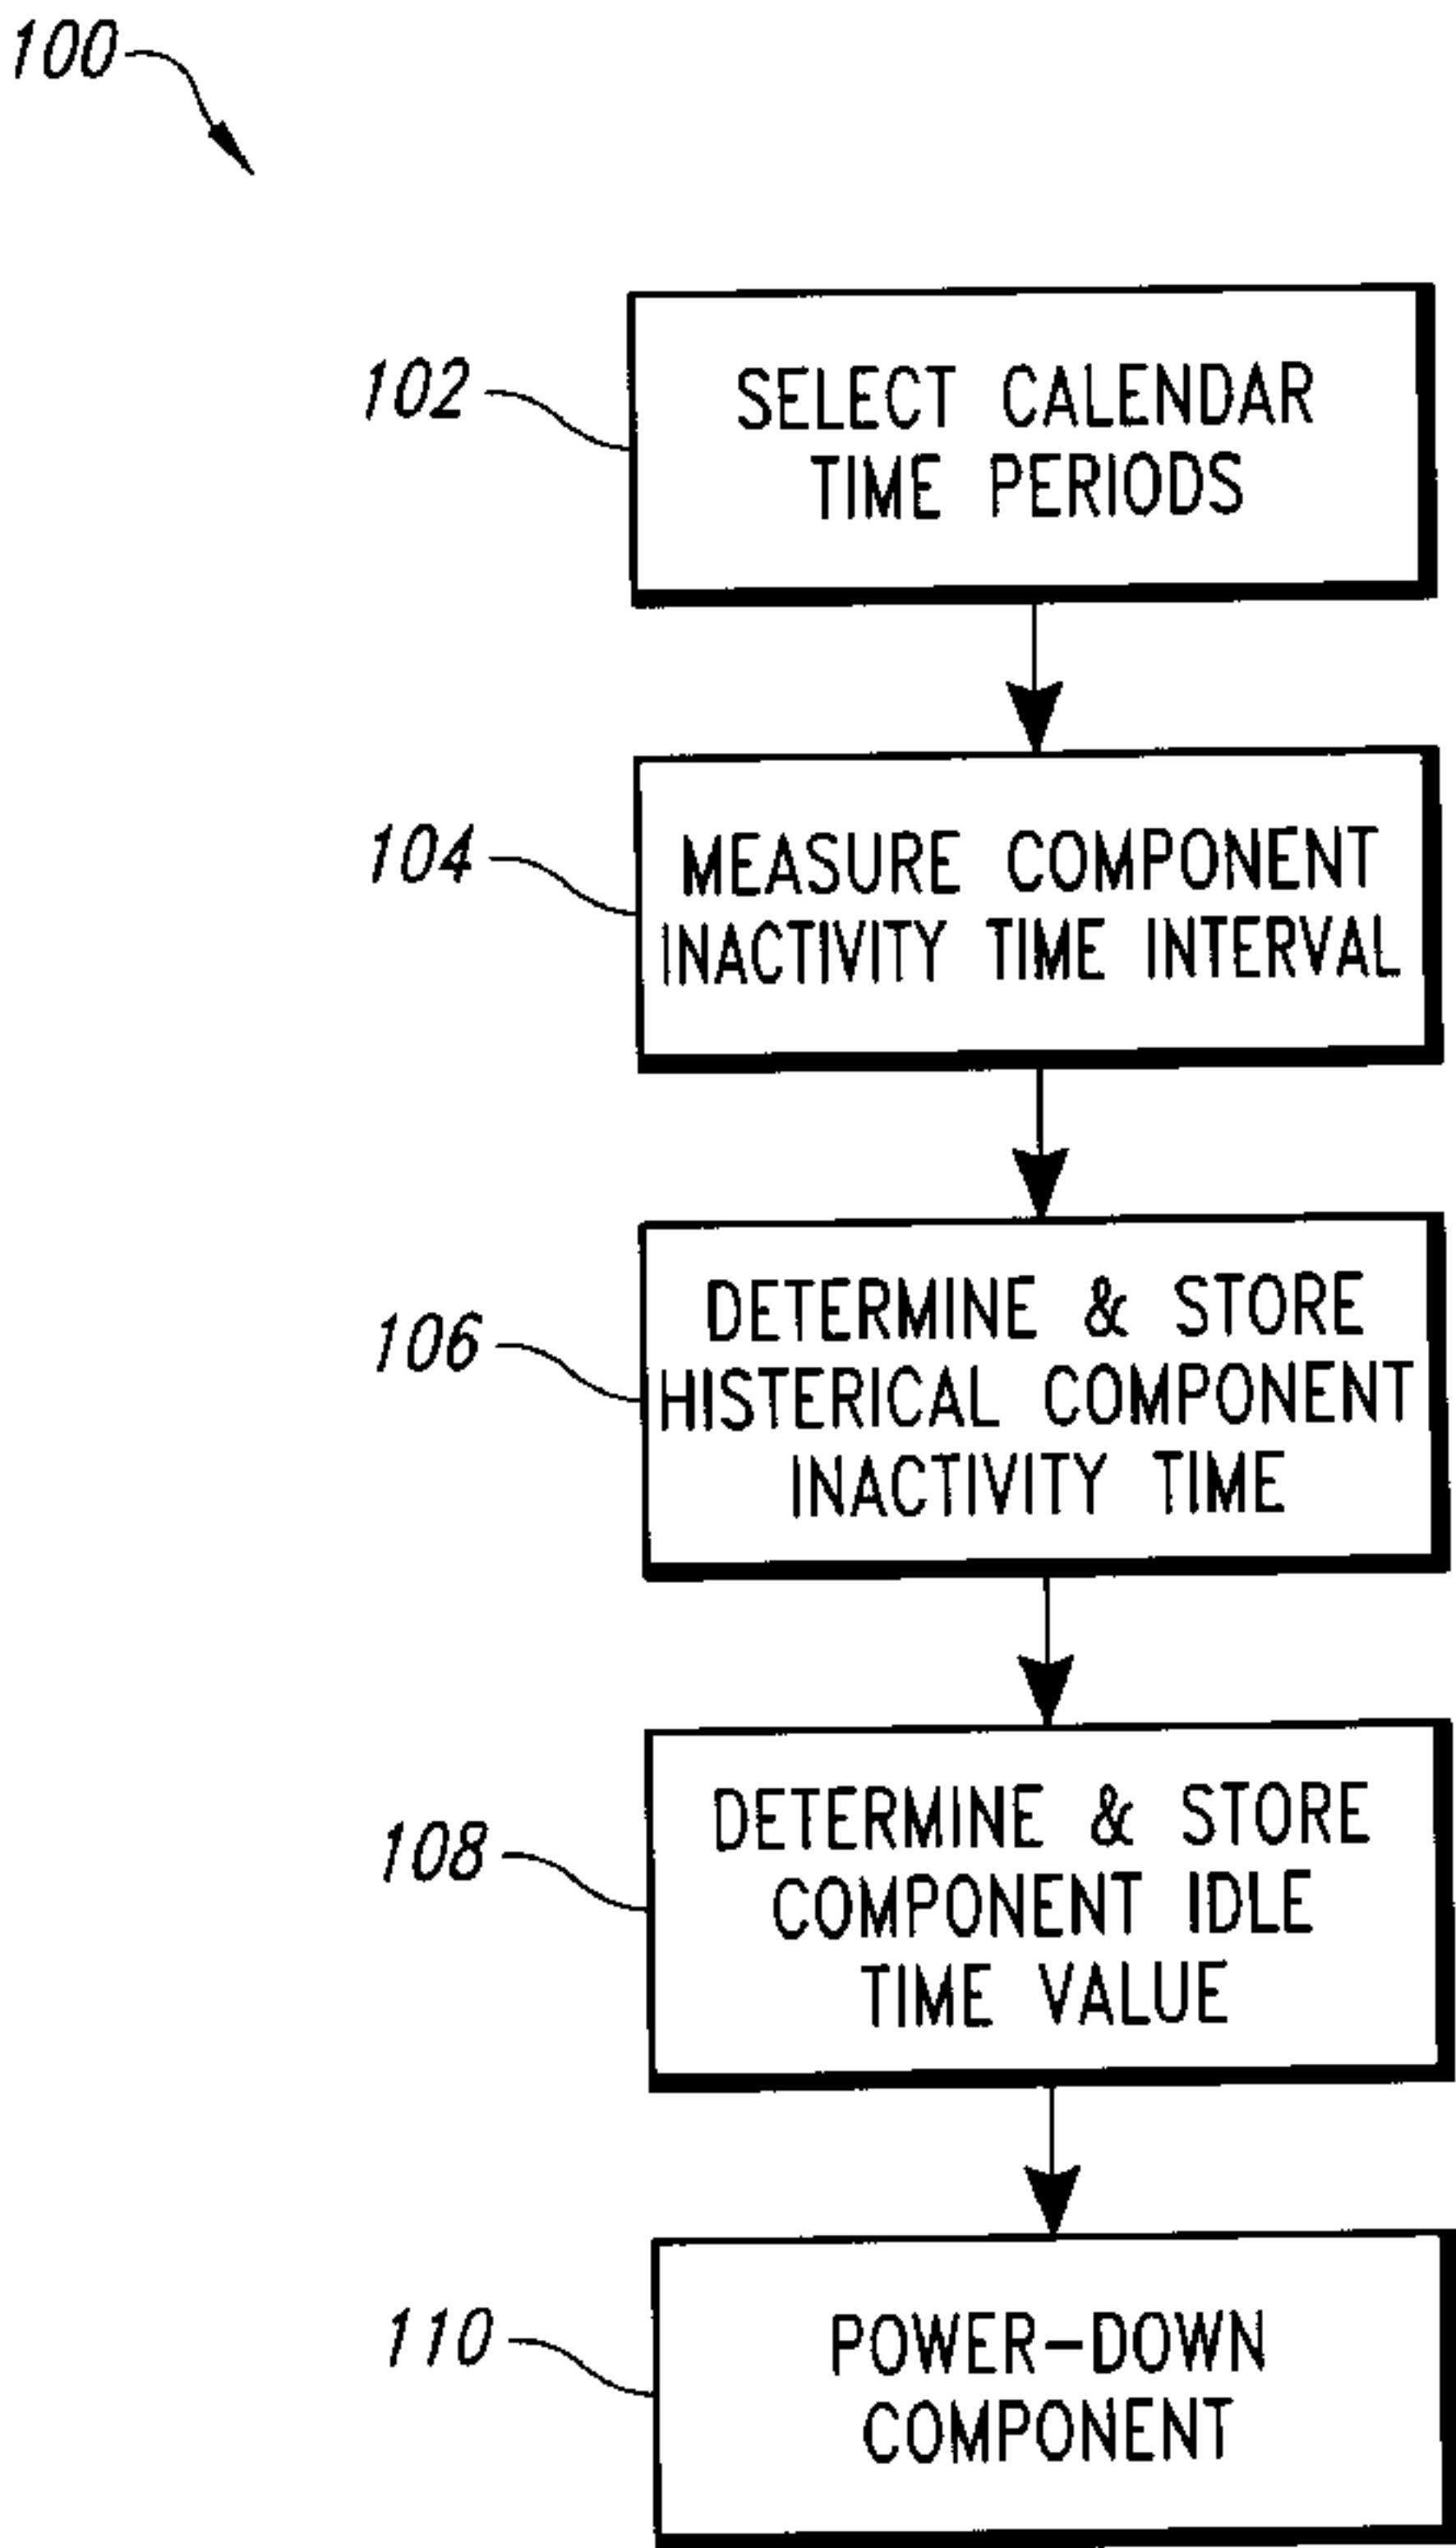 100
102
SELECT CALENDAR
TIME PERIODS
104
MEASURE COMPONENT
INACTIVITY TIME INTERVAL
106
DETERMINE & STORE
HISTERICAL COMPONENT
INACTIVITY TIME
108
DETERMINE & STORE
COMPONENT IDLE
TIME VALUE
110
POWER-DOWN
COMPONENT